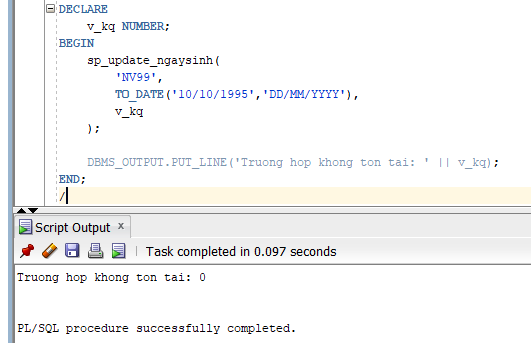 DECLARE
v_kq NUMBER;
BEGIN
sp_update_ngaysinh(
'NV99',
TO_DATE('10/10/1995','DD/MM/YYYY'),
v_kq
);
DBMS_OUTPUT.PUT_LINE('Truong hop khong ton tai: ' || v_kq);
END;
/
Script Output x
Task completed in 0.097 seconds
Truong hop khong ton tai: 0
PL/SQL procedure successfully completed.